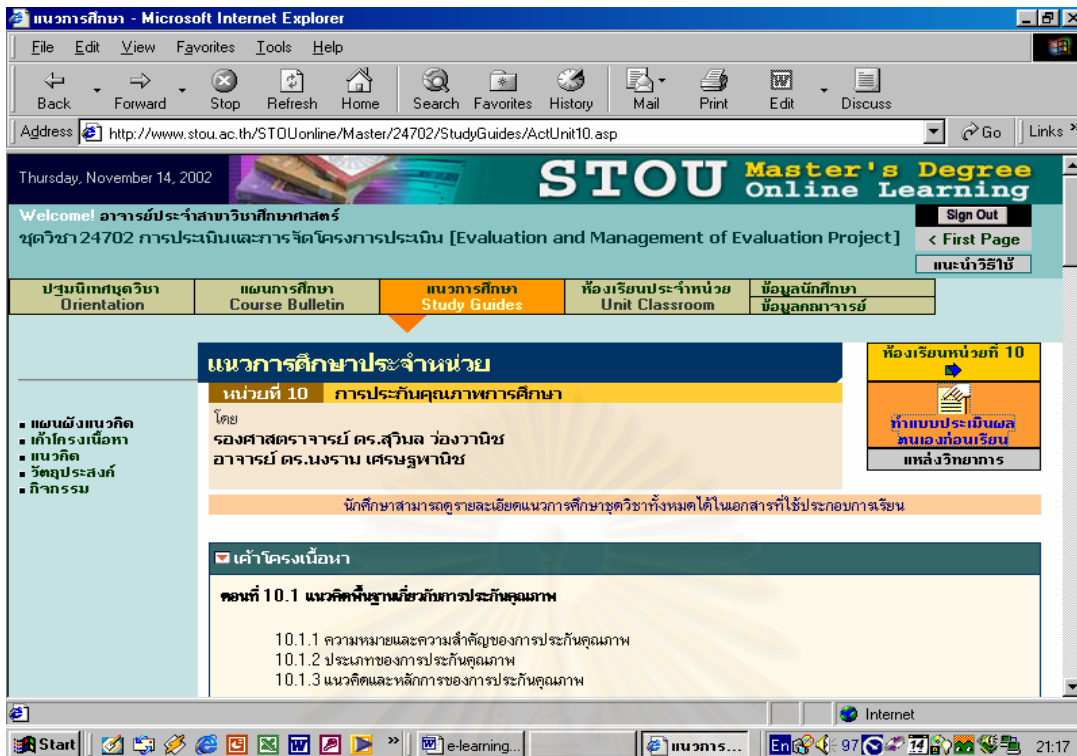 แนวการศึกษา - Microsoft Internet Explorer
File Edit View Favorites Tools Help
Back Forward Stop Refresh Home Search Favorites History Mail Print Edit Discuss
Address http://www.stou.ac.th/STOUonline/Master/24702/StudyGuides/ActUnit10.asp Go Links »
Thursday, November 14, 2002
STOU Master's Degree
Online Learning
Welcome! อาจารย์ประจำสาขาวิชาศึกษาศาสตร์
Sign Out
ชุดวิชา 24702 การประเมินและการจัดโครงการประเมิน [Evaluation and Management of Evaluation Project]
< First Page
แนะนำวิธีใช้
ปฐมนิเทศชุดวิชา แผนการศึกษา แนวการศึกษา ห้องเรียนประจำหน่วย ข้อมูลนักศึกษา
Orientation Course Bulletin Study Guides Unit Classroom ข้อมูลคณาจารย์
แนวการศึกษาประจำหน่วย
ห้องเรียนหน่วยที่ 10
หน่วยที่ 10 การประกันคุณภาพการศึกษา
โดย
รองศาสตราจารย์ ดร.สุวิมล ว่องวานิช
อาจารย์ ดร.นงราม เศรษฐพานิช
ทำแบบประเมินผล
ตนเองก่อนเรียน
แหล่งวิทยาการ
แผนผังแนวคิด
เค้าโครงเนื้อหา
แนวคิด
วัตถุประสงค์
กิจกรรม
นักศึกษาสามารถดูรายละเอียดแนวการศึกษาชุดวิชาทั้งหมดได้ในเอกสารที่ใช้ประกอบการเรียน
เค้าโครงเนื้อหา
ตอนที่ 10.1 แนวคิดพื้นฐานเกี่ยวกับการประกันคุณภาพ
10.1.1 ความหมายและความสำคัญของการประกันคุณภาพ
10.1.2 ประเภทของการประกันคุณภาพ
10.1.3 แนวคิดและหลักการของการประกันคุณภาพ
Internet
Start » e-learning... แนวการ... En 97 14 21:17